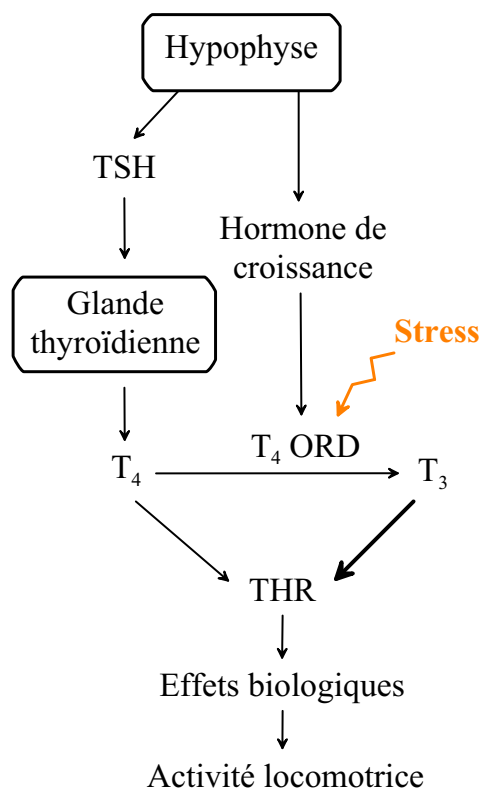 Hypophyse
TSH
Hormone de
croissance
Glande
thyroïdienne
Stress
T₄ ORD
T₄
T₃
THR
Effets biologiques
Activité locomotrice